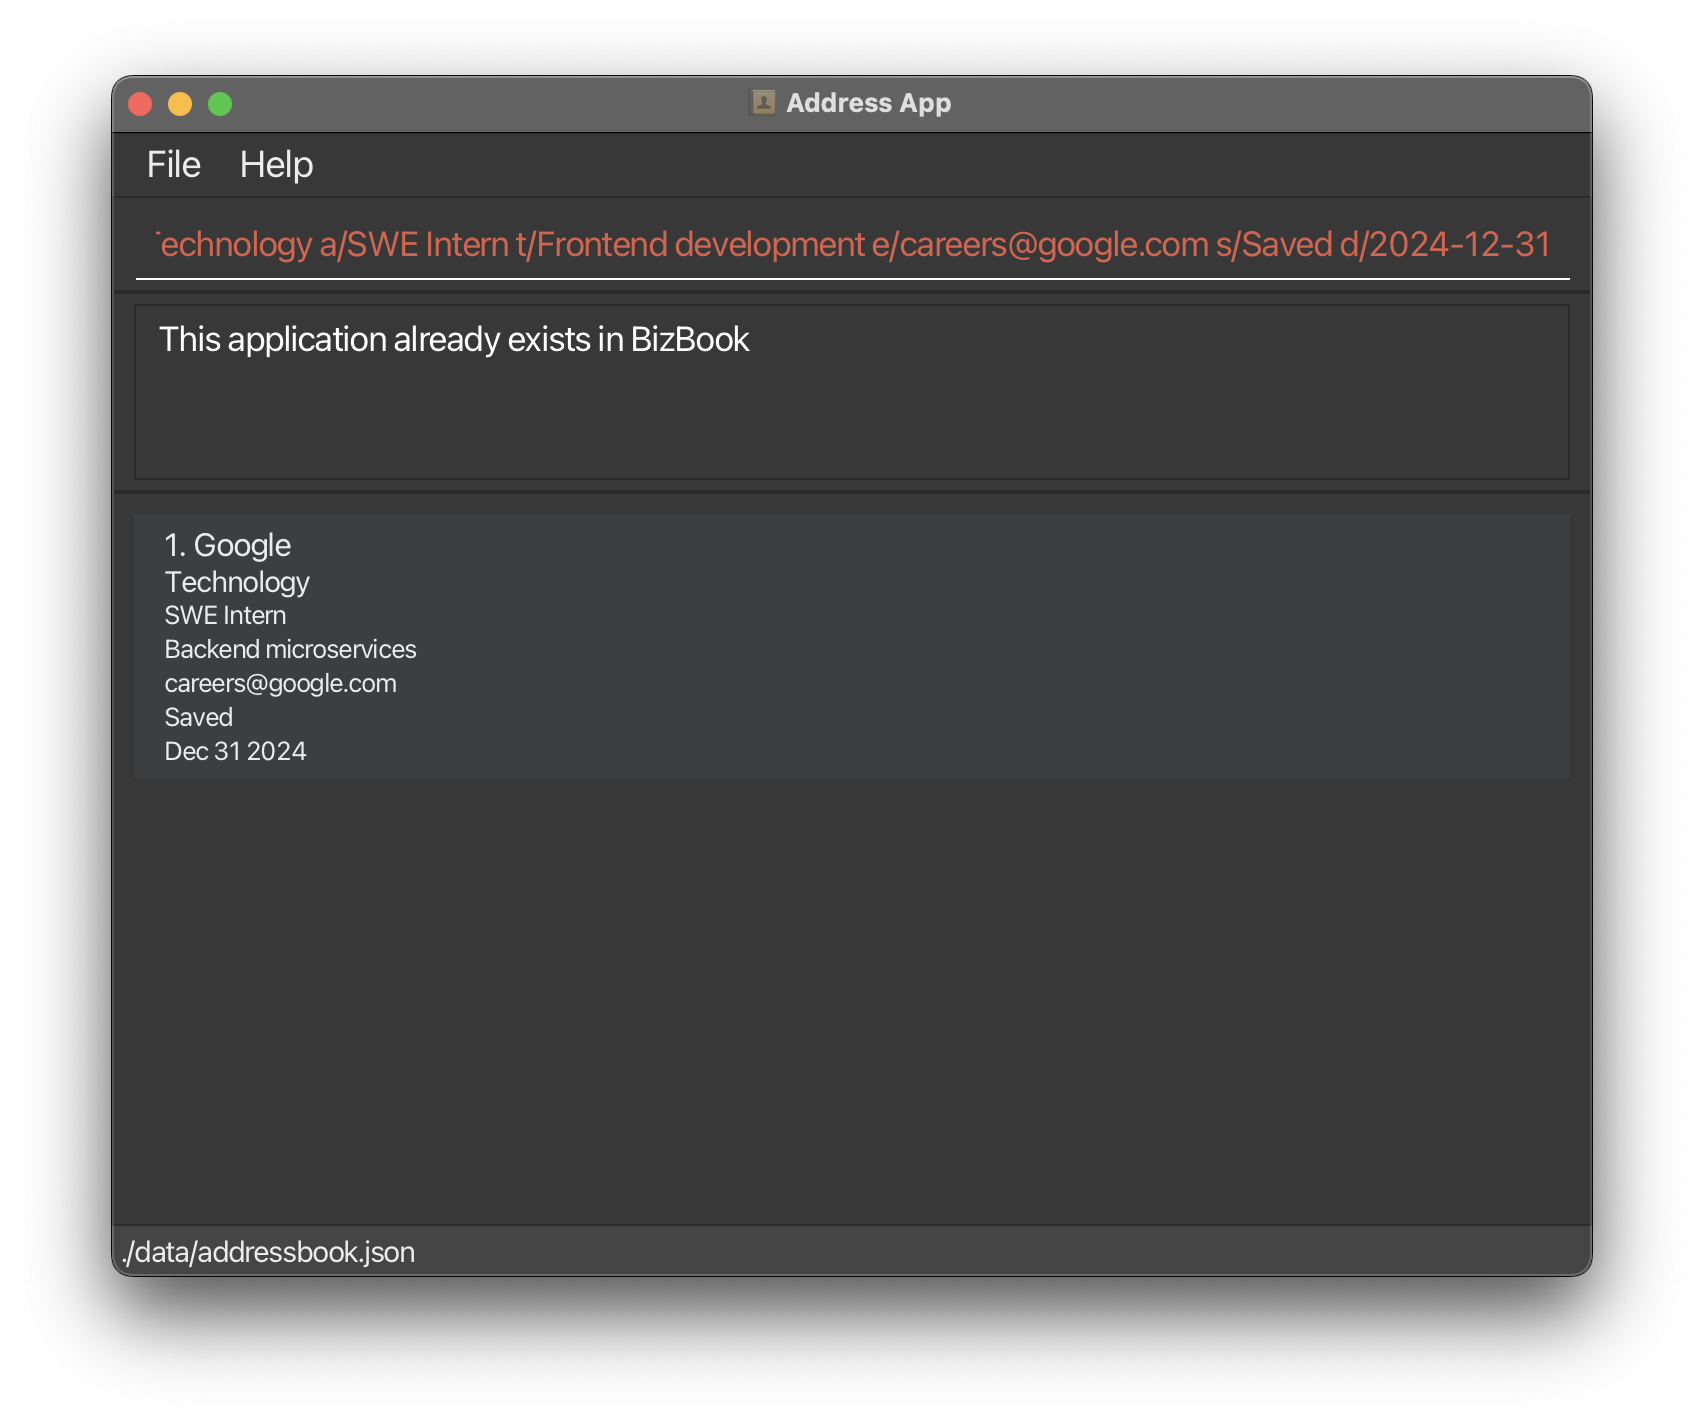 Address App
File Help
echnology a/SWE Intern t/Frontend development e/careers@google.com s/Saved d/2024-12-31
This application already exists in BizBook
1. Google
Technology
SWE Intern
Backend microservices
careers@google.com
Saved
Dec 31 2024
./data/addressbook.json